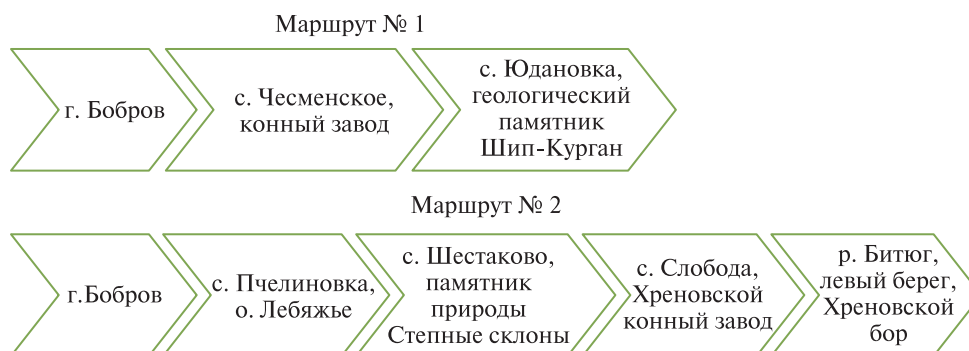 Маршрут № 1
г. Бобров
с. Чесменское,
конный завод
с. Юдановка,
геологический
памятник
Шип-Курган
Маршрут № 2
г.Бобров
с. Пчелиновка,
о. Лебяжье
с. Шестаково,
памятник
природы
Степные склоны
с. Слобода,
Хреновской
конный завод
р. Битюг,
левый берег,
Хреновской
бор